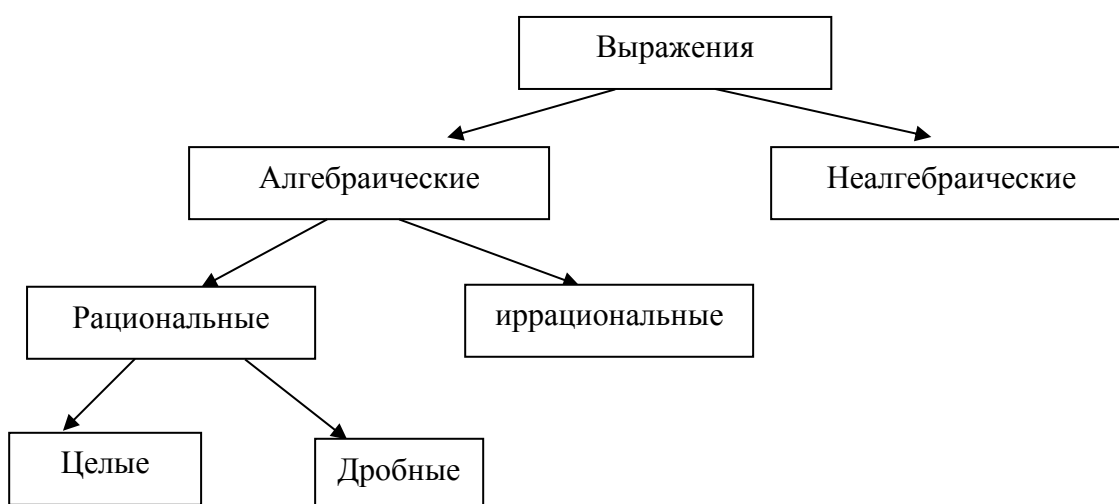 Выражения
Алгебраические
Неалгебраические
Рациональные
иррациональные
Целые
Дробные